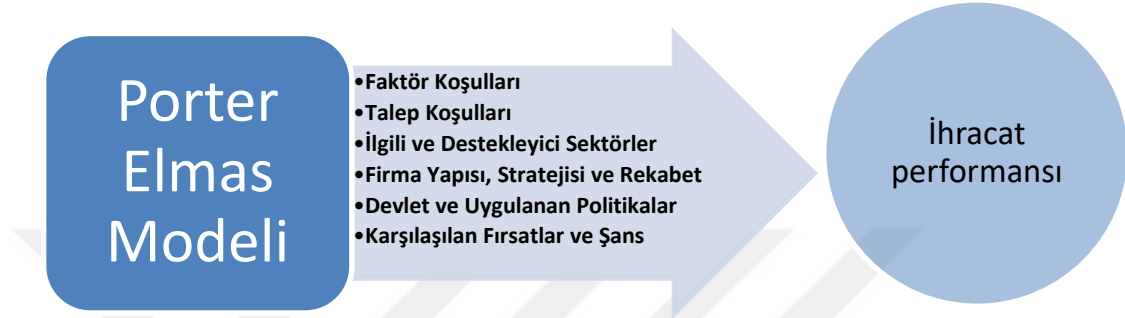 Porter
Elmas
Modeli
•Faktör Koşulları
•Talep Koşulları
•İlgili ve Destekleyici Sektörler
•Firma Yapısı, Stratejisi ve Rekabet
•Devlet ve Uygulanan Politikalar
•Karşılaşılan Fırsatlar ve Şans
İhracat
performansı